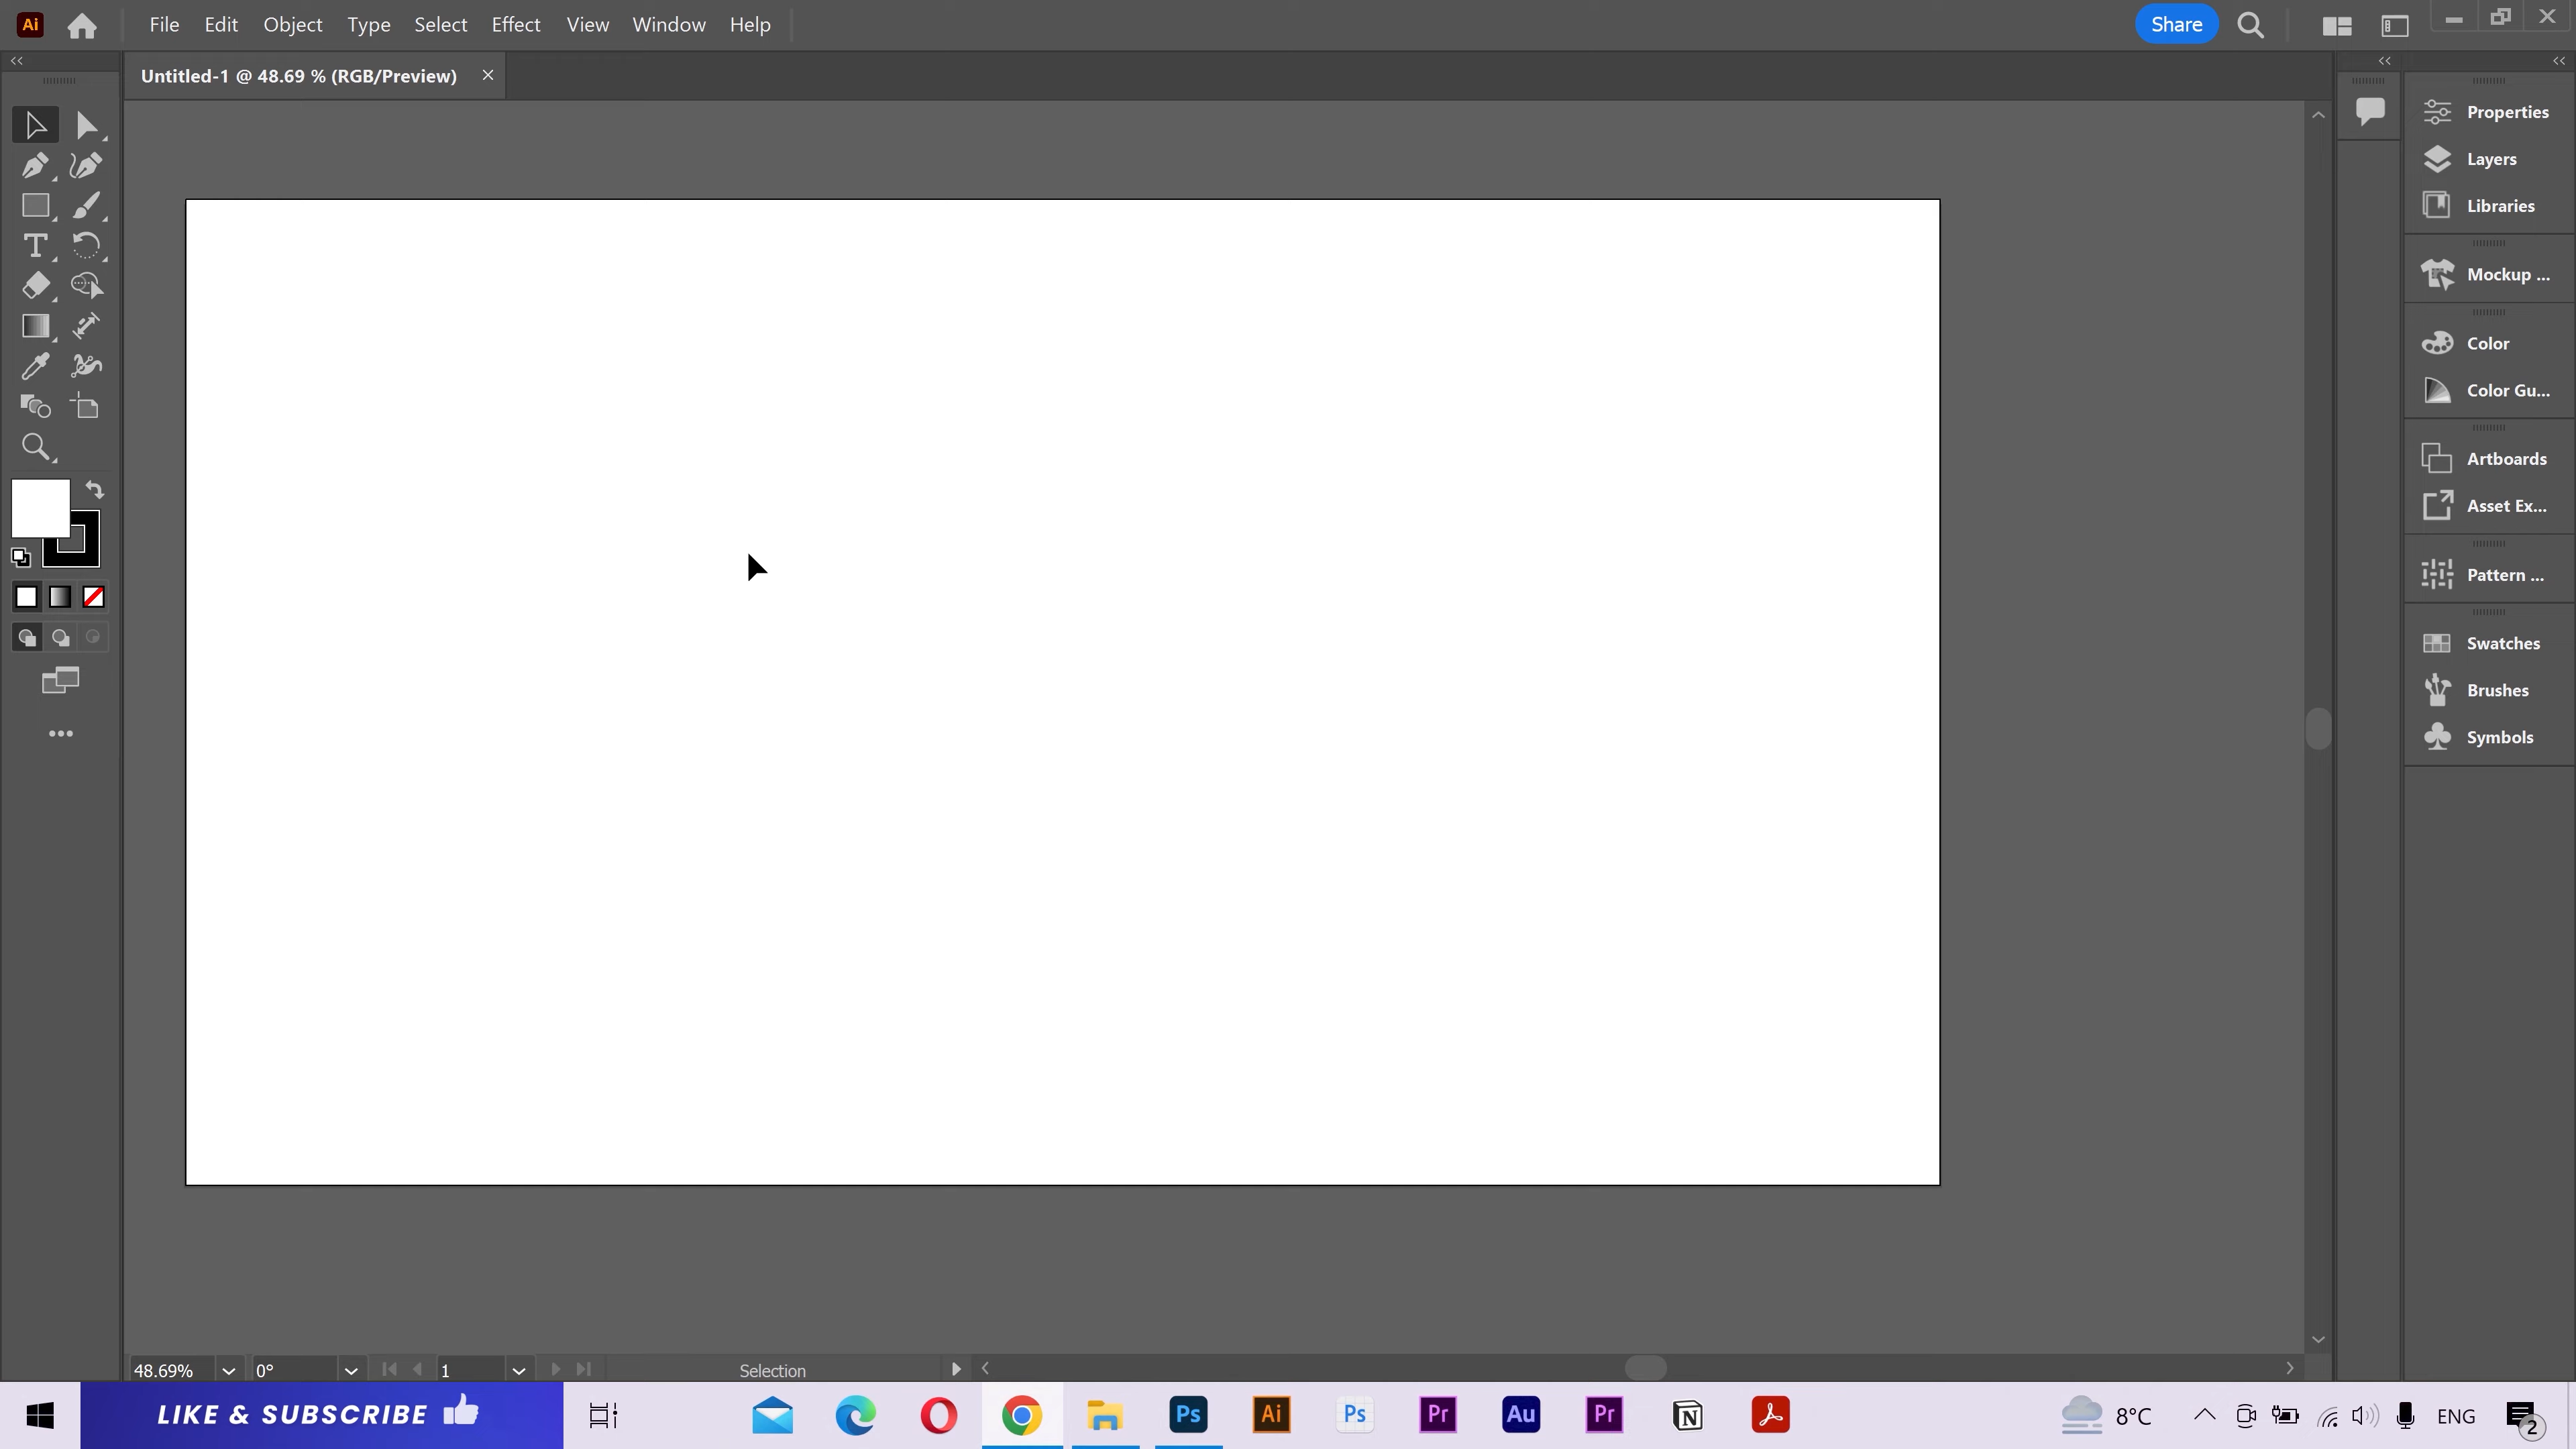 Ai File Edit Object Type Select Effect View Window Help Share
Untitled-1 @ 48.69 % (RGB/Preview) ×
Properties
Layers
Libraries
Mockup ...
Color
Color Gu...
Artboards
Asset Ex...
Pattern ...
Swatches
Brushes
Symbols
T
48.69% 0° 1 Selection
LIKE & SUBSCRIBE Ps Ai Ps Pr Au Pr N 8°C ENG 2